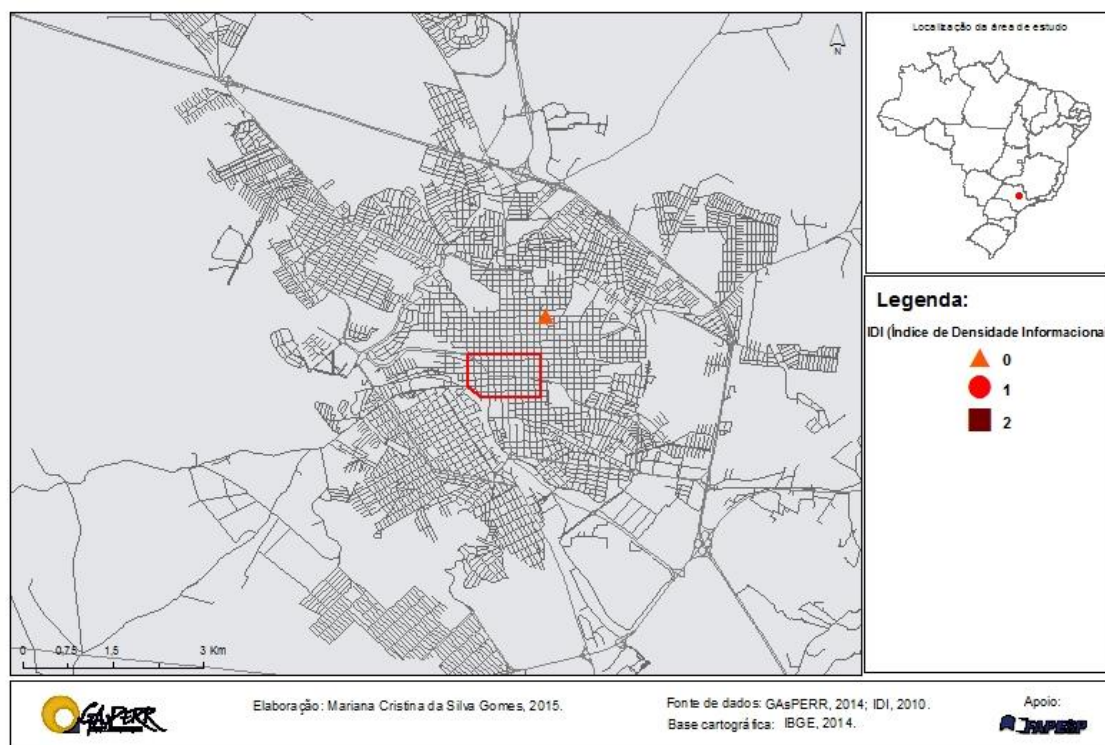 Localização da área de estudo
N
Legenda:
IDI (Índice de Densidade Informacional
0
1
2
0 0,75 1,5 3 Km
GAsPERR
Elaboração: Mariana Cristina da Silva Gomes, 2015.
Fonte de dados: GAsPERR, 2014; IDI, 2010.
Base cartográfica: IBGE, 2014.
Apoio:
FAPESP